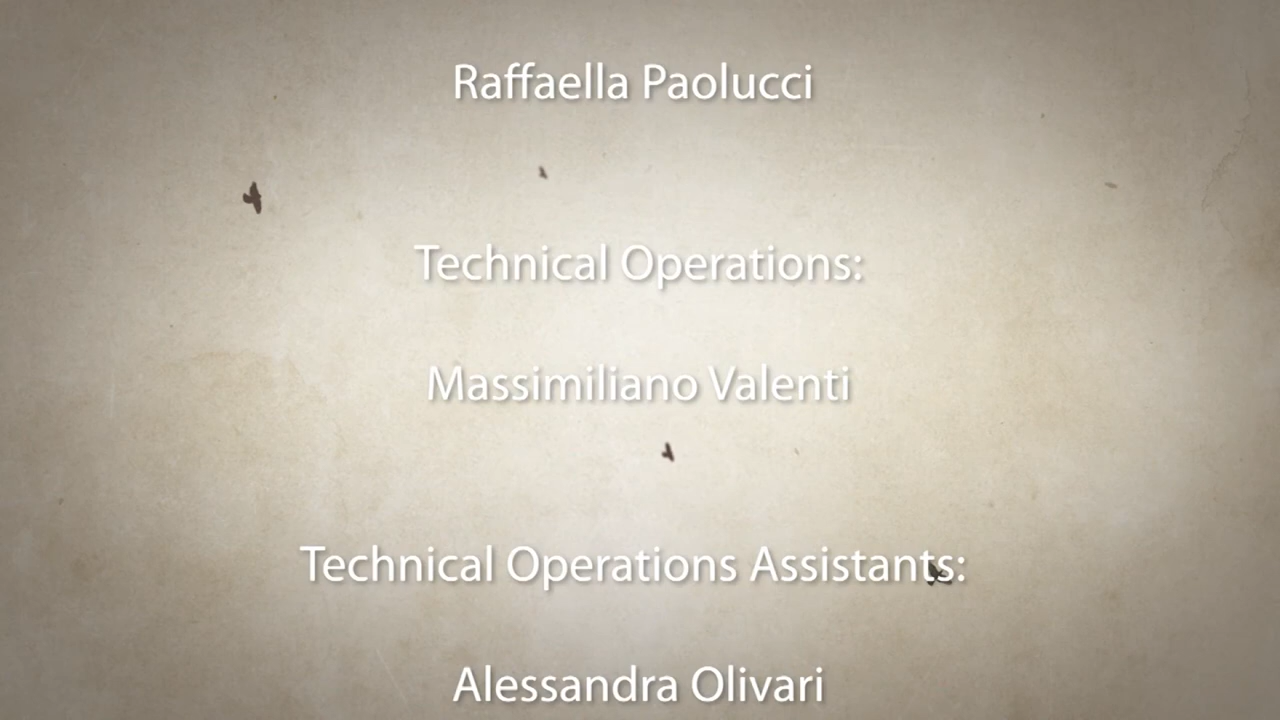 Raffaella Paolucci
Technical Operations:
Massimiliano Valenti
Technical Operations Assistants:
Alessandra Olivari